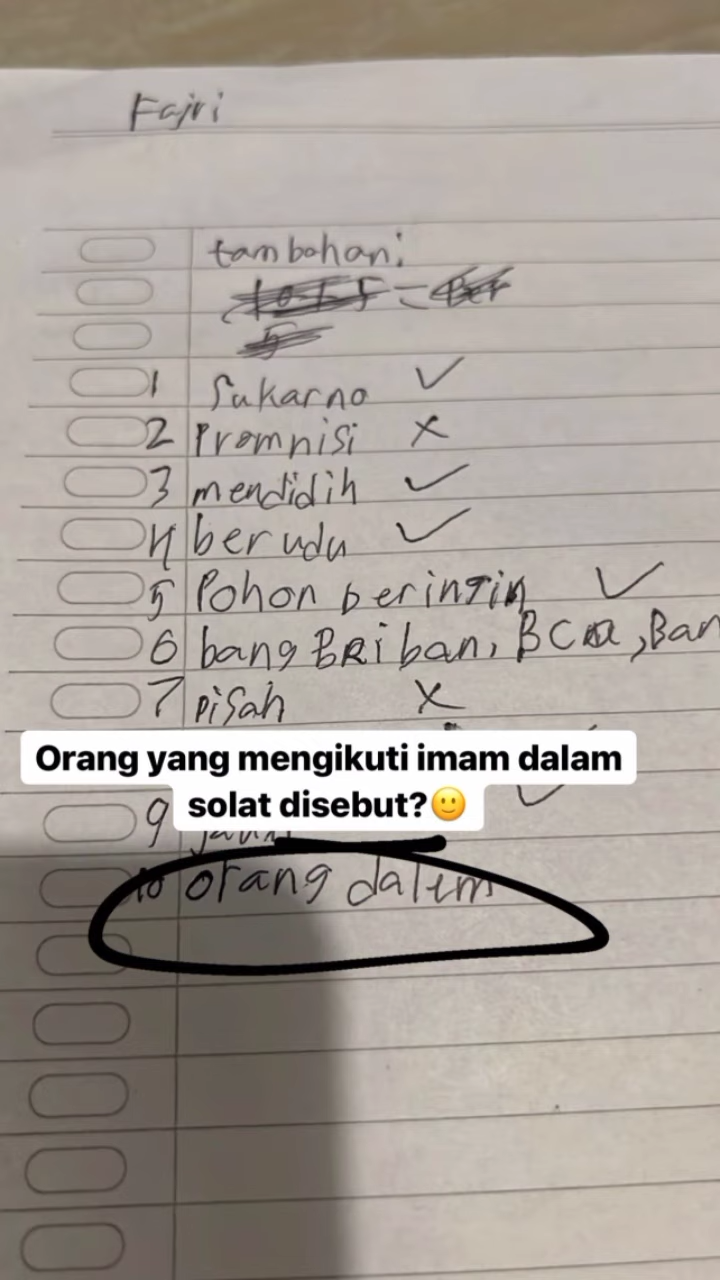 Fajri
tambahan:
1 Sukarno ✓
2 Promnisi ×
3 mendidih ✓
4 berudu ✓
5 Pohon beringin ✓
6 bang BRi ban, BCa, Ban
7 pisah ×
Orang yang mengikuti imam dalam
solat disebut?🙂
9
10 orang dalem